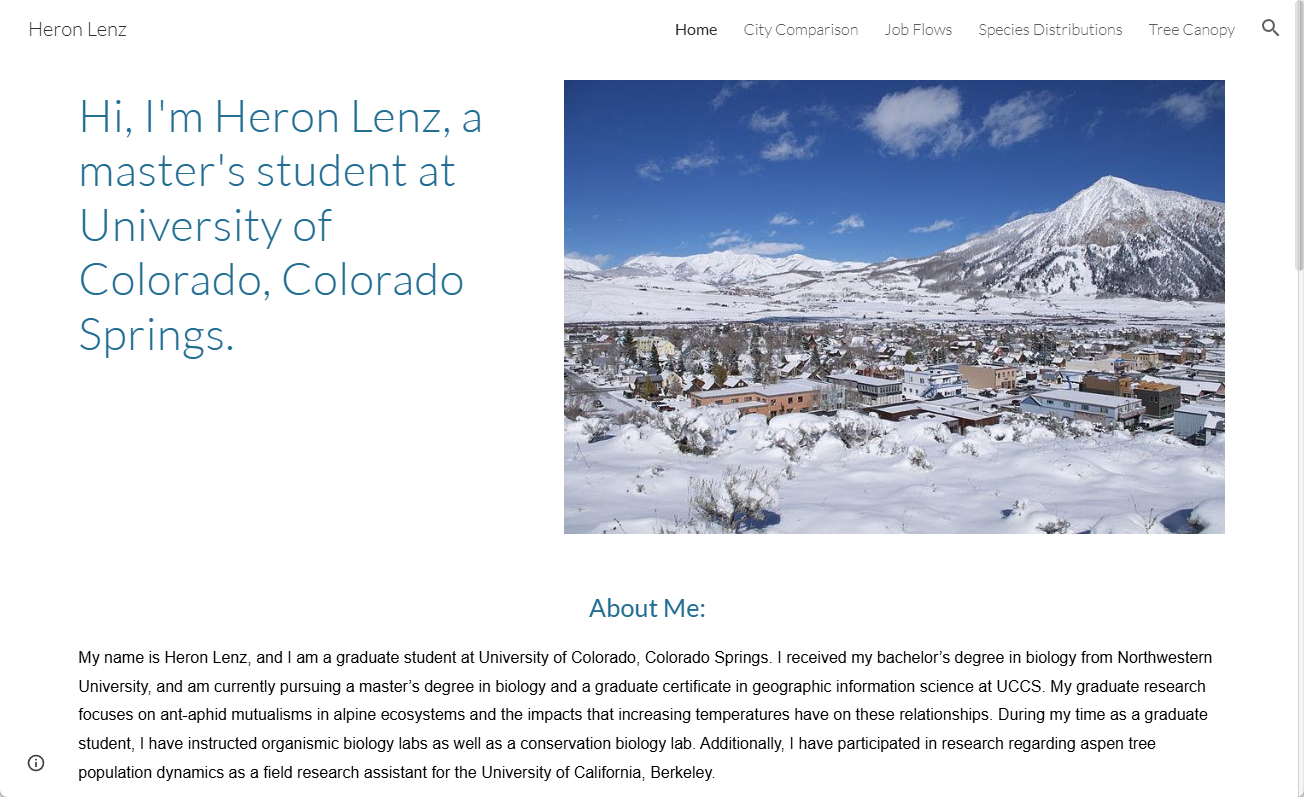 Heron Lenz
Home City Comparison Job Flows Species Distributions Tree Canopy
Hi, I'm Heron Lenz, a
master's student at
University of
Colorado, Colorado
Springs.
About Me:
My name is Heron Lenz, and I am a graduate student at University of Colorado, Colorado Springs. I received my bachelor’s degree in biology from Northwestern
University, and am currently pursuing a master’s degree in biology and a graduate certificate in geographic information science at UCCS. My graduate research
focuses on ant-aphid mutualisms in alpine ecosystems and the impacts that increasing temperatures have on these relationships. During my time as a graduate
student, I have instructed organismic biology labs as well as a conservation biology lab. Additionally, I have participated in research regarding aspen tree
population dynamics as a field research assistant for the University of California, Berkeley.